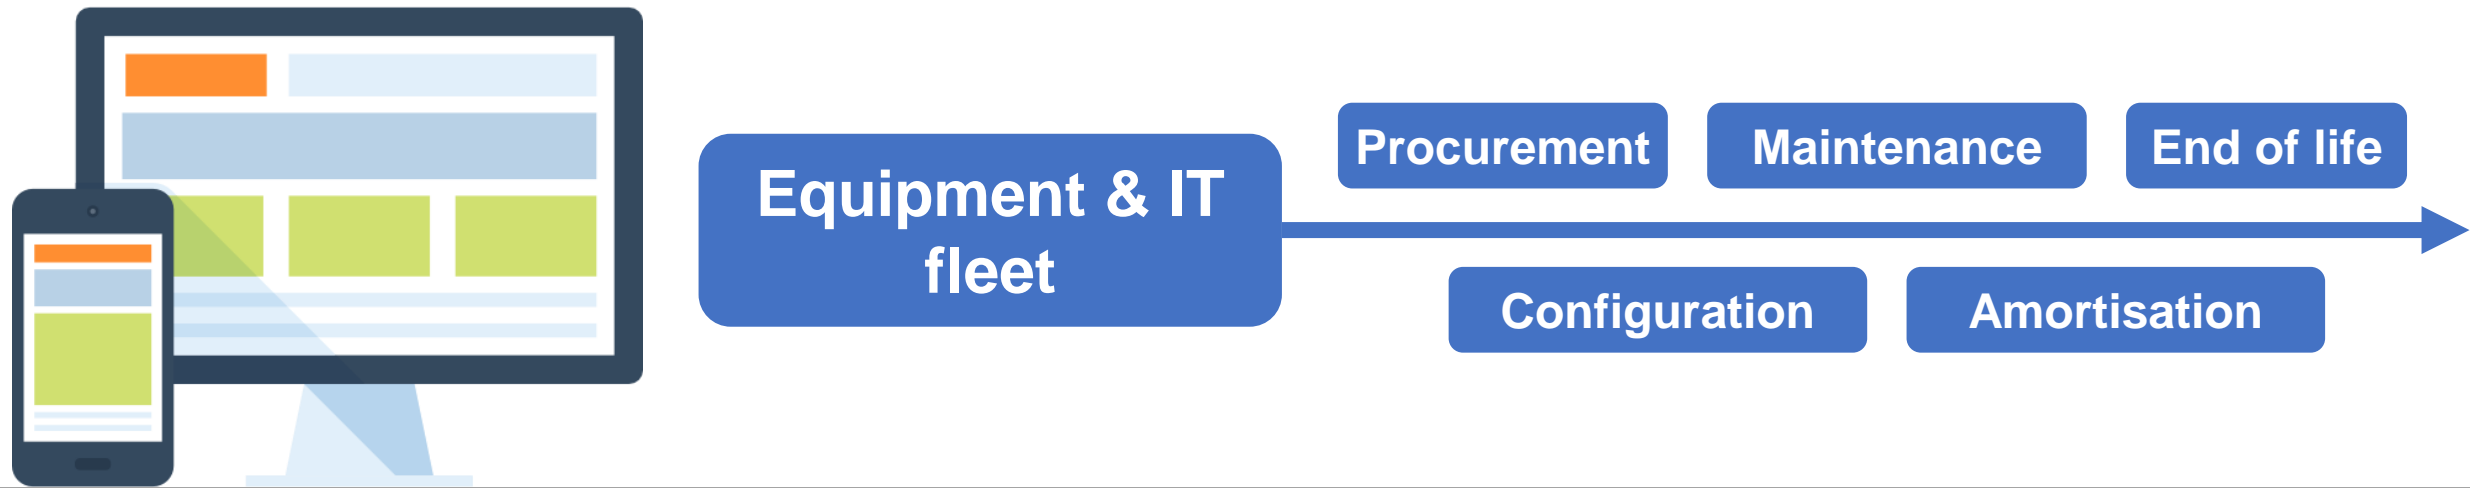 Equipment & IT
fleet
Procurement
Maintenance
End of life
Configuration
Amortisation